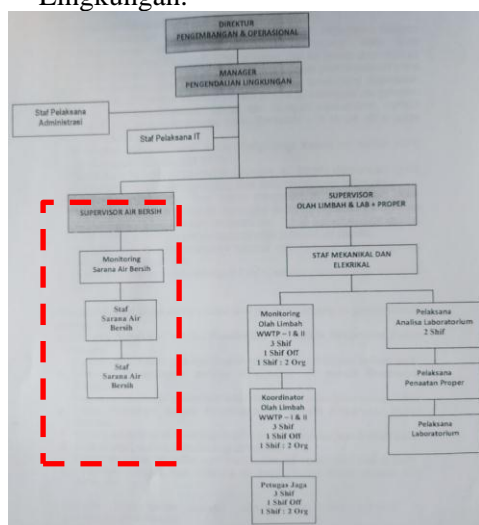 Lingkungan.
DIREKTUR
PENGEMBANGAN & OPERASIONAL
MANAGER
PENGENDALIAN LINGKUNGAN
Staf Pelaksana
Administrasi
Staf Pelaksana IT
SUPERVISOR AIR BERSIH
SUPERVISOR
OLAH LIMBAH & LAB + PROPER
Monitoring
Sarana Air Bersih
Staf
Sarana Air
Bersih
Staf
Sarana Air
Bersih
STAF MEKANIKAL DAN
ELEKRIKAL
Monitoring
Olah Limbah
WWTP – I & II
3 Shif
1 Shif Off
1 Shif : 2 Org
Koordinator
Olah Limbah
WWTP – I & II
3 Shif
1 Shif Off
1 Shif : 2 Org
Petugas Jaga
3 Shif
1 Shif Off
1 Shif : 2 Org
Pelaksana
Analisa Laboratorium
2 Shif
Pelaksana
Penaatan Proper
Pelaksana
Laboratorium